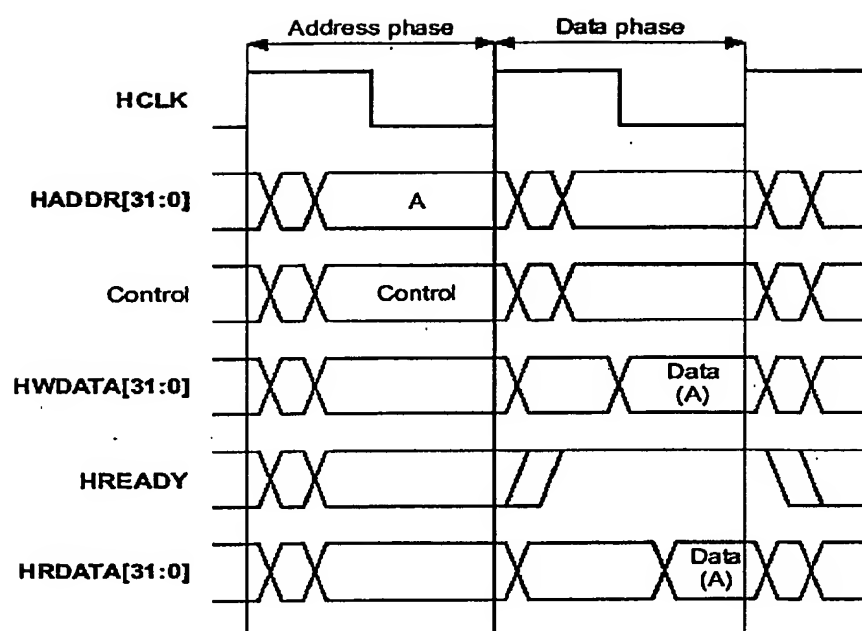 Address phase
Data phase
HCLK
HADDR[31:0]
A
Control
Control
HWDATA[31:0]
Data
(A)
HREADY
HRDATA[31:0]
Data
(A)